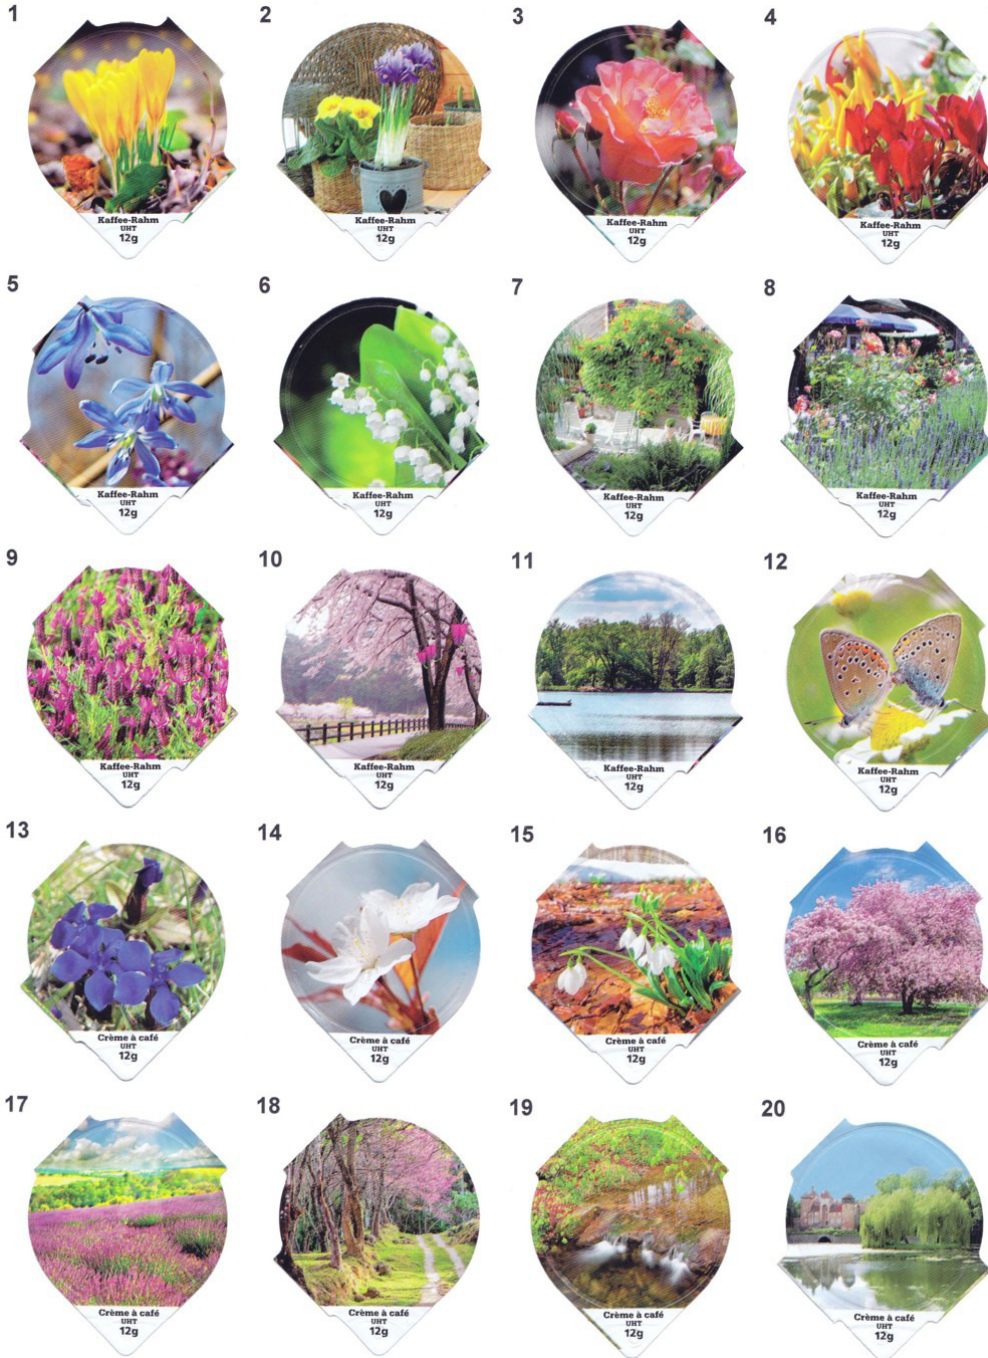 1
2
3
4
Kaffee-Rahm
UHT
12g
Kaffee-Rahm
UHT
12g
Kaffee-Rahm
UHT
12g
Kaffee-Rahm
UHT
12g
5
6
7
8
Kaffee-Rahm
UHT
12g
Kaffee-Rahm
UHT
12g
Kaffee-Rahm
UHT
12g
Kaffee-Rahm
UHT
12g
9
10
11
12
Kaffee-Rahm
UHT
12g
Kaffee-Rahm
UHT
12g
Kaffee-Rahm
UHT
12g
Kaffee-Rahm
UHT
12g
13
14
15
16
Crème à café
UHT
12g
Crème à café
UHT
12g
Crème à café
UHT
12g
Crème à café
UHT
12g
17
18
19
20
Crème à café
UHT
12g
Crème à café
UHT
12g
Crème à café
UHT
12g
Crème à café
UHT
12g